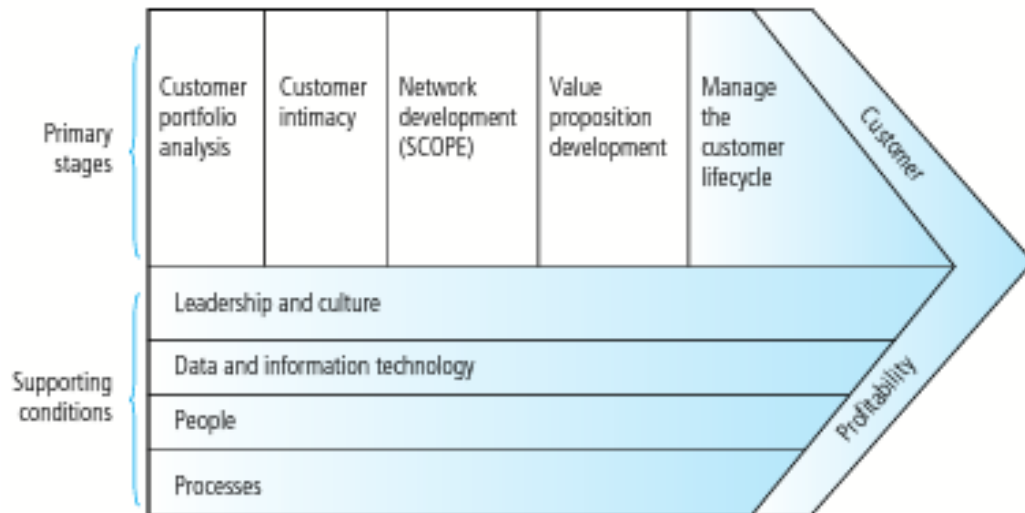 Primary
stages
Customer
portfolio
analysis
Customer
intimacy
Network
development
(SCOPE)
Value
proposition
development
Manage
the
customer
lifecycle
Customer
Supporting
conditions
Leadership and culture
Data and information technology
People
Processes
Profitability